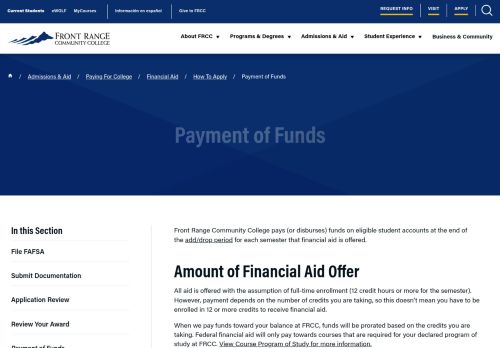 Current Students eWOLF MyCourses Información en español Give to FRCC REQUEST INFO VISIT APPLY
FRONT RANGE
COMMUNITY COLLEGE
About FRCC Programs & Degrees Admissions & Aid Student Experience Business & Community
/ Admissions & Aid / Paying For College / Financial Aid / How To Apply / Payment of Funds
Payment of Funds
In this Section
File FAFSA
Submit Documentation
Application Review
Review Your Award
Payment of Funds
Front Range Community College pays (or disburses) funds on eligible student accounts at the end of
the add/drop period for each semester that financial aid is offered.
Amount of Financial Aid Offer
All aid is offered with the assumption of full-time enrollment (12 credit hours or more for the semester).
However, payment depends on the number of credits you are taking, so this doesn't mean you have to be
enrolled in 12 or more credits to receive financial aid.
When we pay funds toward your balance at FRCC, funds will be prorated based on the credits you are
taking. Federal financial aid will only pay towards courses that are required for your declared program of
study at FRCC. View Course Program of Study for more information.